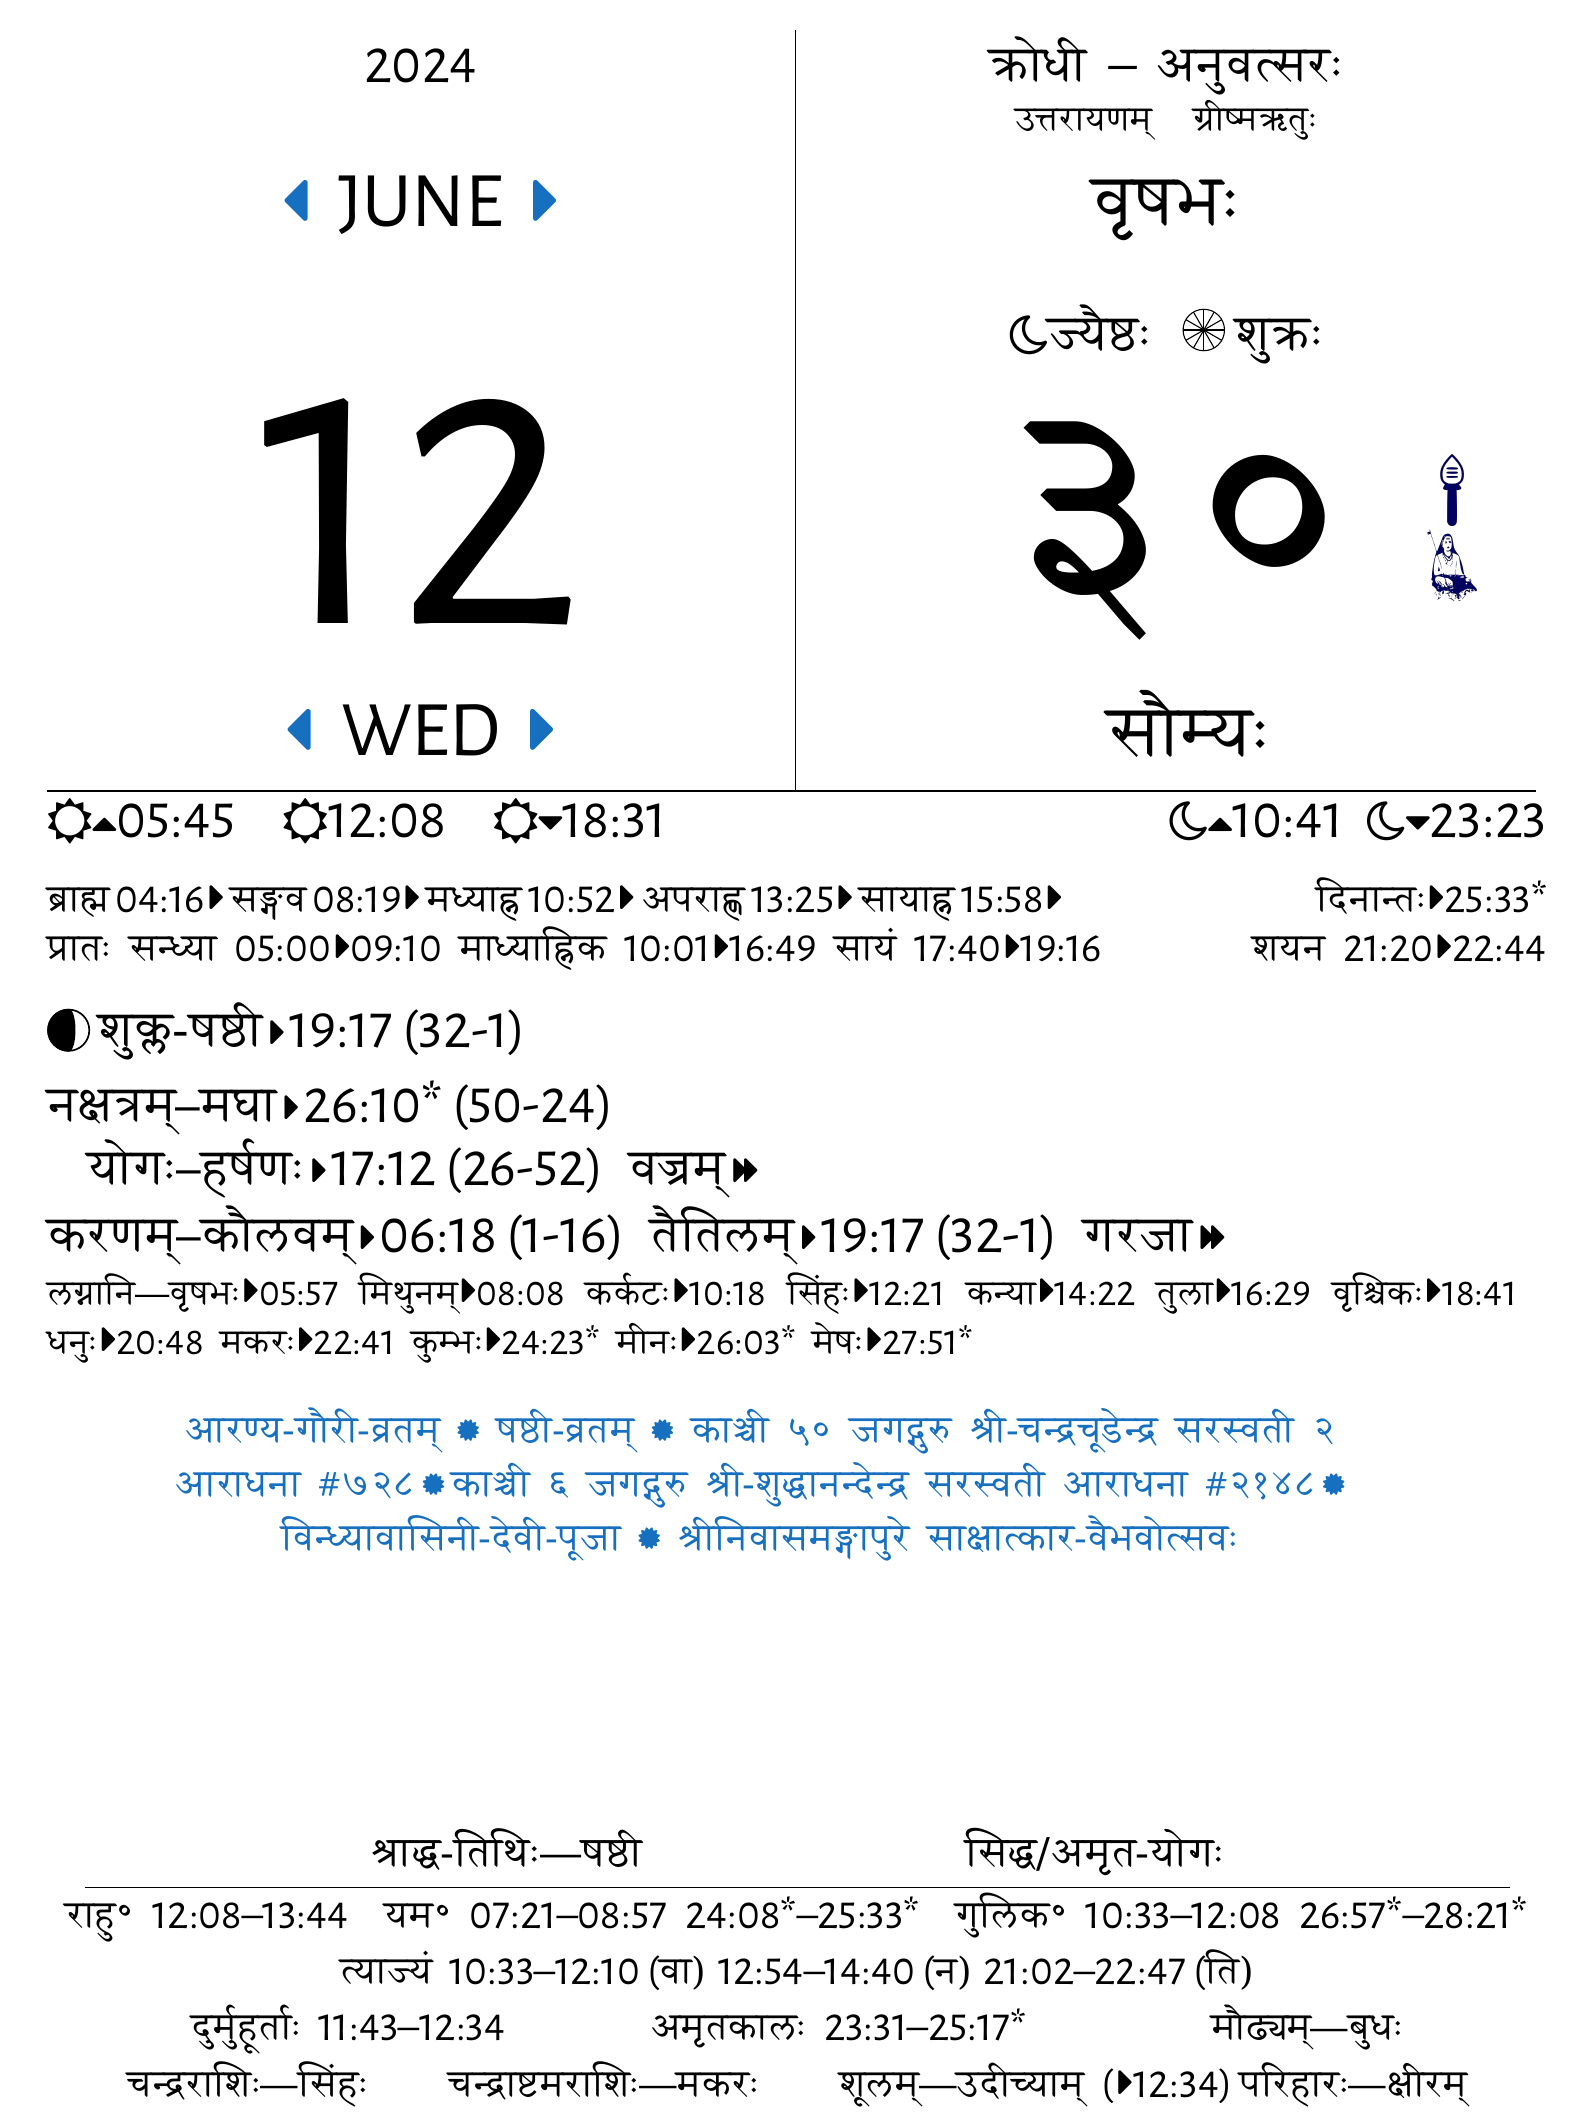 2024
JUNE
12
WED
क्रोधी – अनुवत्सरः
उत्तरायणम् ग्रीष्मऋतुः
वृषभः
ज्यैष्ठः शुक्रः
३०
सौम्यः
05:45 12:08 18:31 10:41 23:23
ब्राह्म 04:16 सङ्गव 08:19 मध्याह्न 10:52 अपराह्ण 13:25 सायाह्न 15:58 दिनान्तः 25:33*
प्रातः सन्ध्या 05:00 09:10 माध्याह्निक 10:01 16:49 सायं 17:40 19:16 शयन 21:20 22:44
शुक्ल-षष्ठी 19:17 (32-1)
नक्षत्रम्–मघा 26:10* (50-24)
योगः–हर्षणः 17:12 (26-52) वज्रम्
करणम्–कौलवम् 06:18 (1-16) तैतिलम् 19:17 (32-1) गरजा
लग्नानि—वृषभः 05:57 मिथुनम् 08:08 कर्कटः 10:18 सिंहः 12:21 कन्या 14:22 तुला 16:29 वृश्चिकः 18:41
धनुः 20:48 मकरः 22:41 कुम्भः 24:23* मीनः 26:03* मेषः 27:51*
आरण्य-गौरी-व्रतम् ✹ षष्ठी-व्रतम् ✹ काञ्ची ५० जगद्गुरु श्री-चन्द्रचूडेन्द्र सरस्वती २
आराधना #७२८ ✹ काञ्ची ६ जगद्गुरु श्री-शुद्धानन्देन्द्र सरस्वती आराधना #२१४८ ✹
विन्ध्यावासिनी-देवी-पूजा ✹ श्रीनिवासमङ्गापुरे साक्षात्कार-वैभवोत्सवः
श्राद्ध-तिथिः—षष्ठी सिद्ध/अमृत-योगः
राहु॰ 12:08–13:44 यम॰ 07:21–08:57 24:08*–25:33* गुलिक॰ 10:33–12:08 26:57*–28:21*
त्याज्यं 10:33–12:10 (वा) 12:54–14:40 (न) 21:02–22:47 (ति)
दुर्मुहूर्ताः 11:43–12:34 अमृतकालः 23:31–25:17* मौढ्यम्—बुधः
चन्द्रराशिः—सिंहः चन्द्राष्टमराशिः—मकरः शूलम्—उदीच्याम् (12:34) परिहारः—क्षीरम्